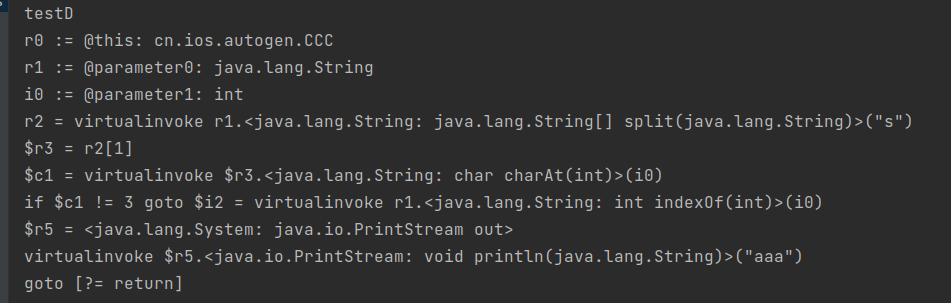 testD
r0 := @this: cn.ios.autogen.CCC
r1 := @parameter0: java.lang.String
i0 := @parameter1: int
r2 = virtualinvoke r1.<java.lang.String: java.lang.String[] split(java.lang.String)>("s")
$r3 = r2[1]
$c1 = virtualinvoke $r3.<java.lang.String: char charAt(int)>(i0)
if $c1 != 3 goto $i2 = virtualinvoke r1.<java.lang.String: int indexOf(int)>(i0)
$r5 = <java.lang.System: java.io.PrintStream out>
virtualinvoke $r5.<java.io.PrintStream: void println(java.lang.String)>("aaa")
goto [?= return]